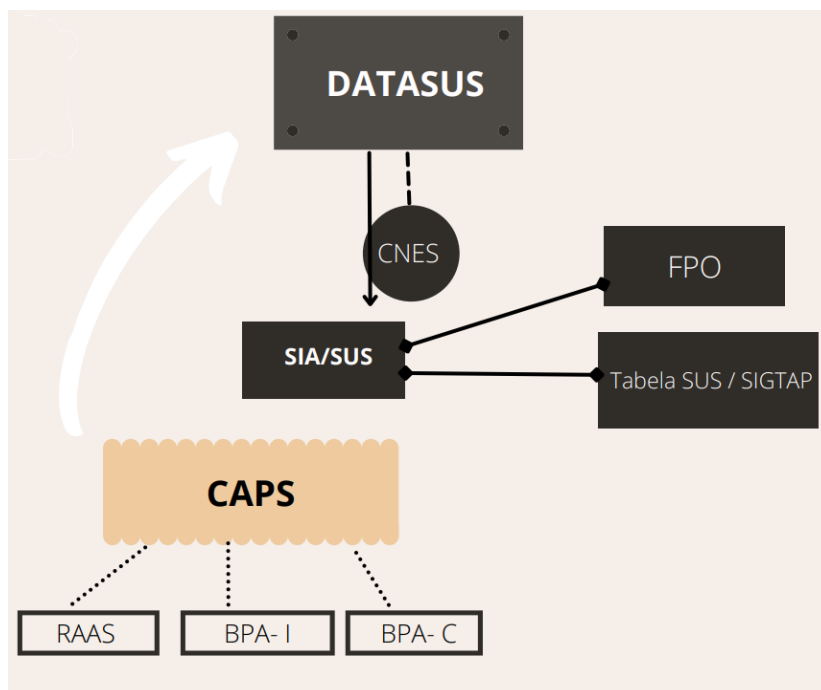 DATASUS
CNES
FPO
SIA/SUS
Tabela SUS / SIGTAP
CAPS
RAAS
BPA- I
BPA- C